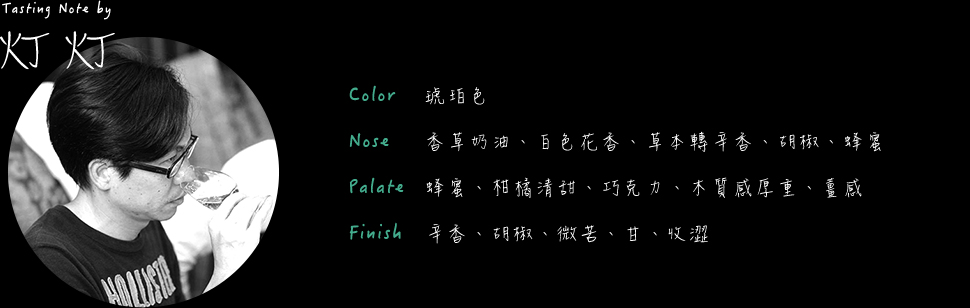 Tasting Note by
灯 灯
Color 琥珀色
Nose 香草奶油、百色花香、草本轉辛香、胡椒、蜂蜜
Palate 蜂蜜、柑橘清甜、巧克力、木質感厚重、薑感
Finish 辛香、胡椒、微苦、甘、收澀
HOLLISTER